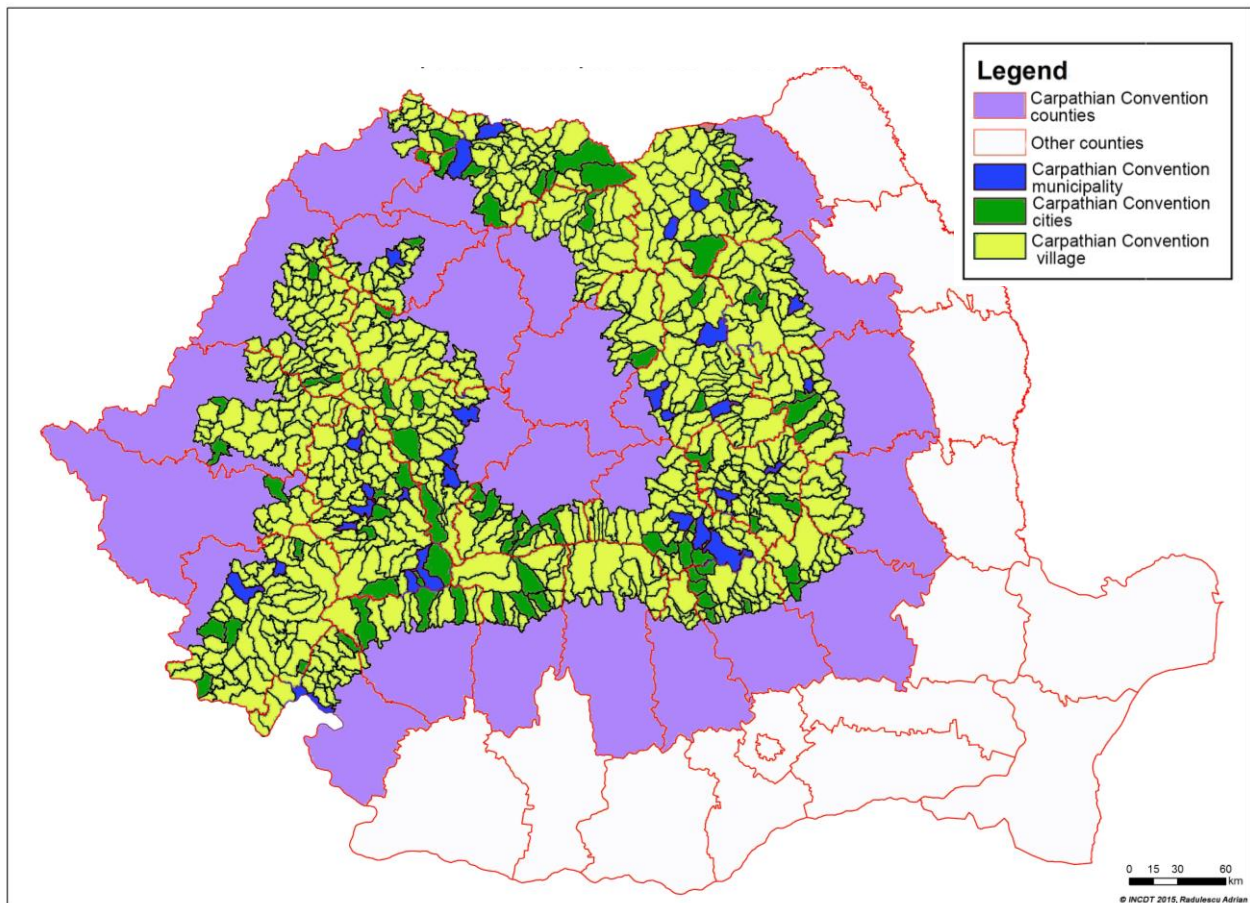 Legend
Carpathian Convention
counties
Other counties
Carpathian Convention
municipality
Carpathian Convention
cities
Carpathian Convention
village
0 15 30 60
km
© INCDT 2015, Radulescu Adrian